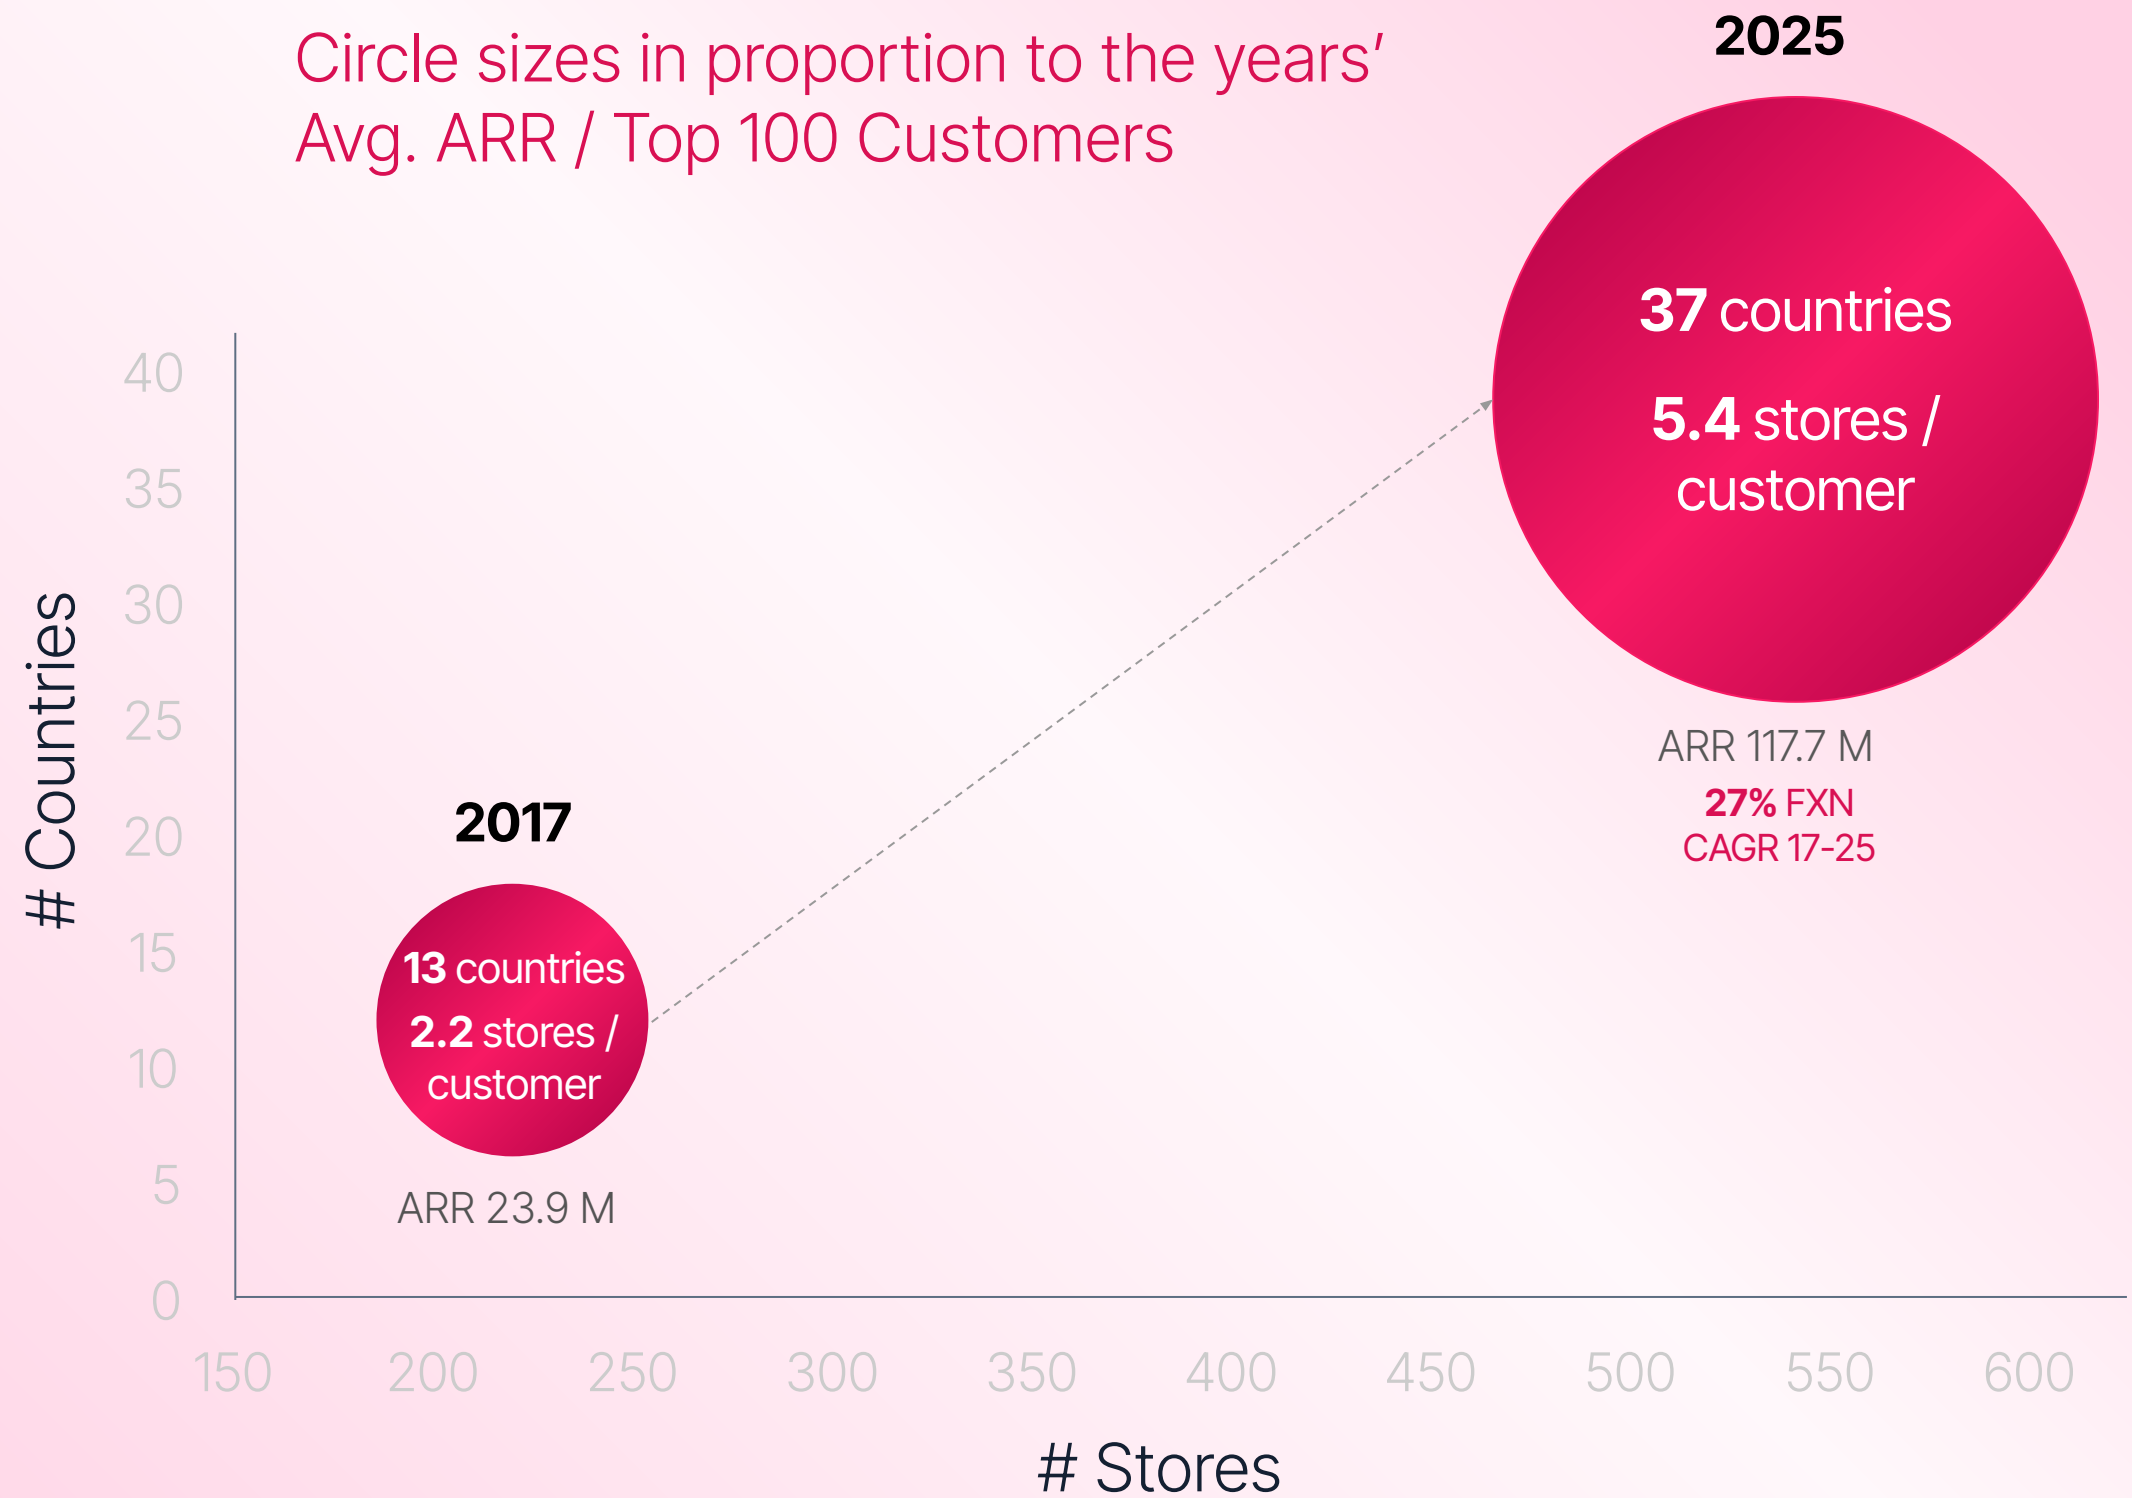 Circle sizes in proportion to the years’
Avg. ARR / Top 100 Customers
2025
37 countries
5.4 stores /
customer
ARR 117.7 M
27% FXN
CAGR 17-25
2017
13 countries
2.2 stores /
customer
ARR 23.9 M
# Countries
40
35
30
25
20
15
10
5
0
150 200 250 300 350 400 450 500 550 600
# Stores